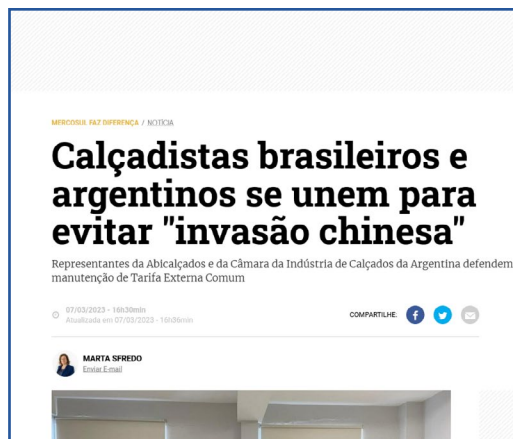 MERCOSUL FAZ DIFERENÇA / NOTÍCIA
Calçadistas brasileiros e
argentinos se unem para
evitar "invasão chinesa"
Representantes da Abicalçados e da Câmara da Indústria de Calçados da Argentina defendem
manutenção de Tarifa Externa Comum
07/03/2023 - 16h30min
Atualizada em 07/03/2023 - 16h36min
COMPARTILHE:
MARTA SFREDO
Enviar E-mail